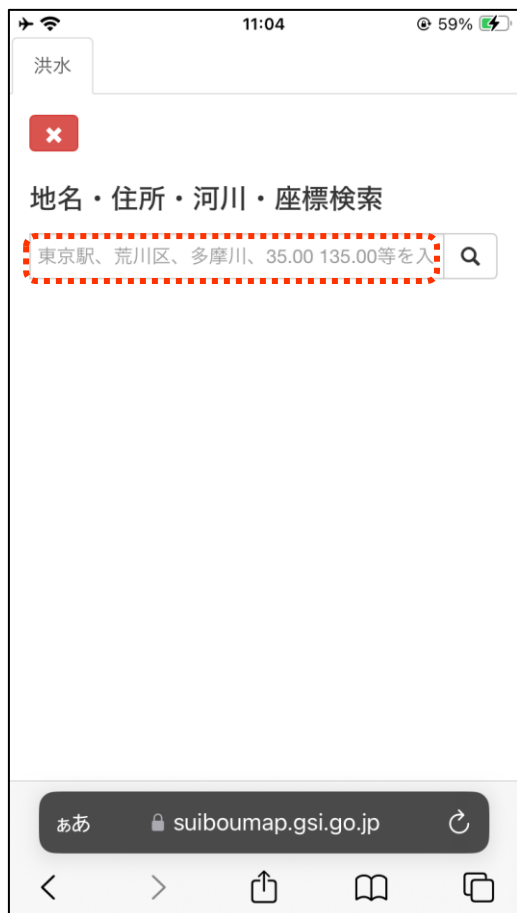 11:04
59%
洪水
地名・住所・河川・座標検索
東京駅、荒川区、多摩川、35.00 135.00等を入
ぁあ suiboumap.gsi.go.jp